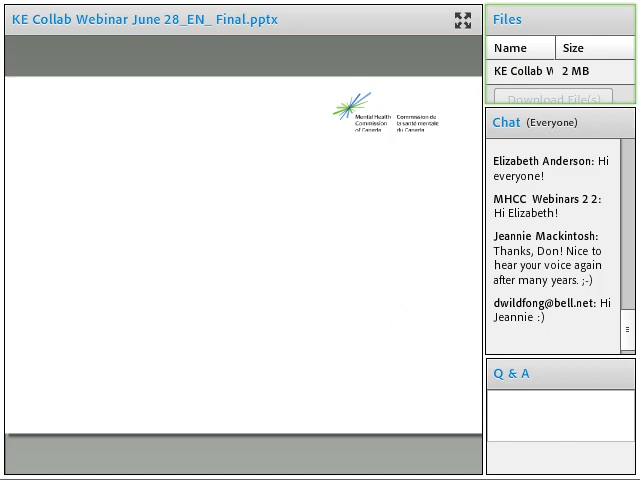 KE Collab Webinar June 28_EN_ Final.pptx
Mental Health
Commission
of Canada
Commission de
la santé mentale
du Canada
Files
Name Size
KE Collab W 2 MB
Download File(s)
Chat (Everyone)
Elizabeth Anderson: Hi
everyone!
MHCC Webinars 2 2:
Hi Elizabeth!
Jeannie Mackintosh:
Thanks, Don! Nice to
hear your voice again
after many years. ;-)
dwildfong@bell.net: Hi
Jeannie :)
Q & A